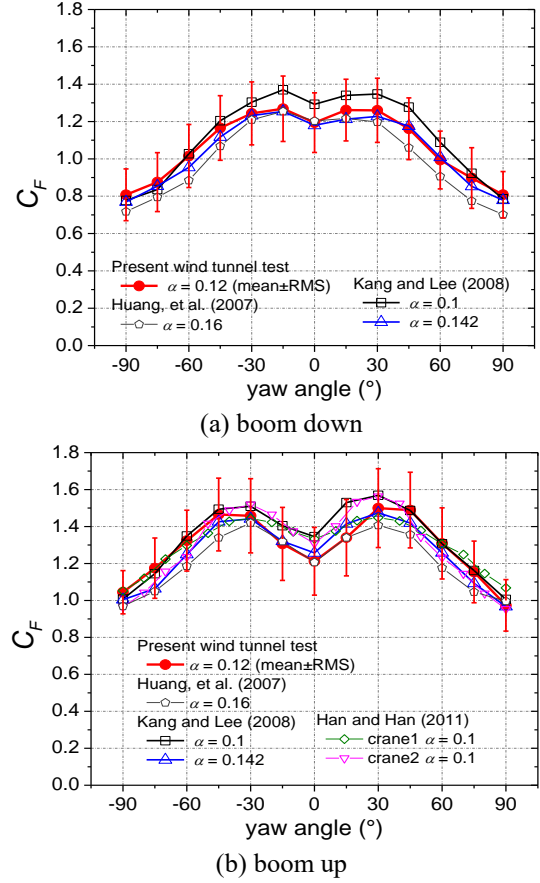 1.8
1.6
1.4
1.2
1.0
0.8
0.6
0.4
0.2
0.0
C_F
Present wind tunnel test
α = 0.12 (mean±RMS)
Huang, et al. (2007)
α = 0.16
Kang and Lee (2008)
α = 0.1
α = 0.142
-90 -60 -30 0 30 60 90
yaw angle (°)
(a) boom down
1.8
1.6
1.4
1.2
1.0
0.8
0.6
0.4
0.2
0.0
C_F
Present wind tunnel test
α = 0.12 (mean±RMS)
Huang, et al. (2007)
α = 0.16
Kang and Lee (2008)
α = 0.1
α = 0.142
Han and Han (2011)
crane1 α = 0.1
crane2 α = 0.1
-90 -60 -30 0 30 60 90
yaw angle (°)
(b) boom up